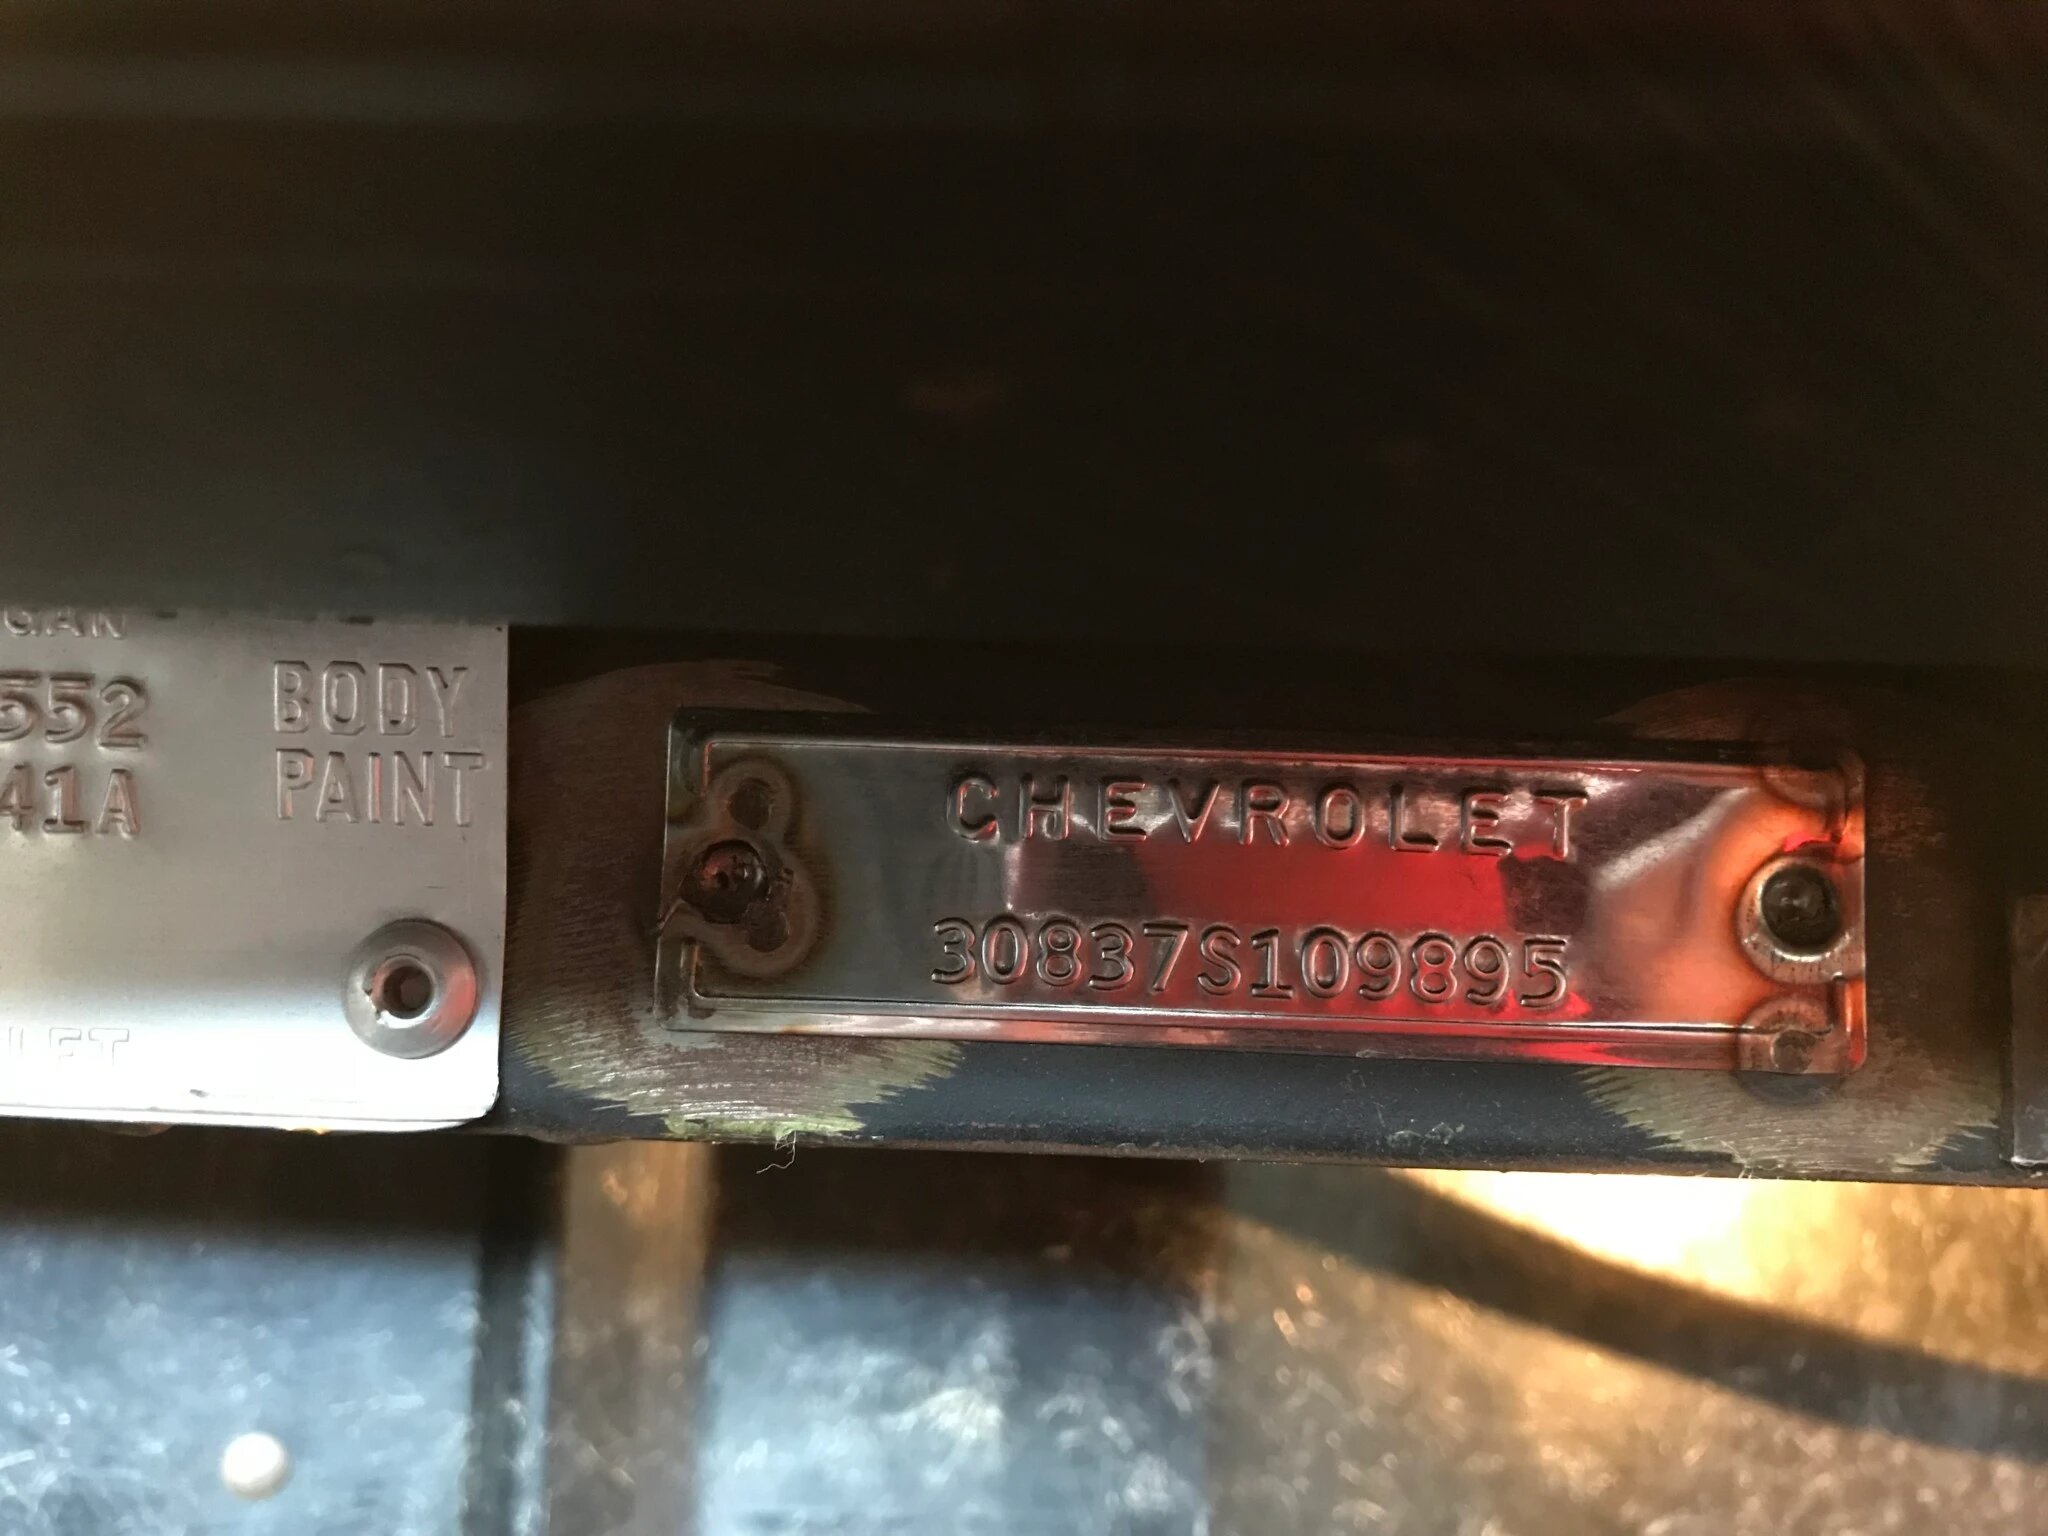 552 BODY
41A PAINT
CHEVROLET
30837S109895